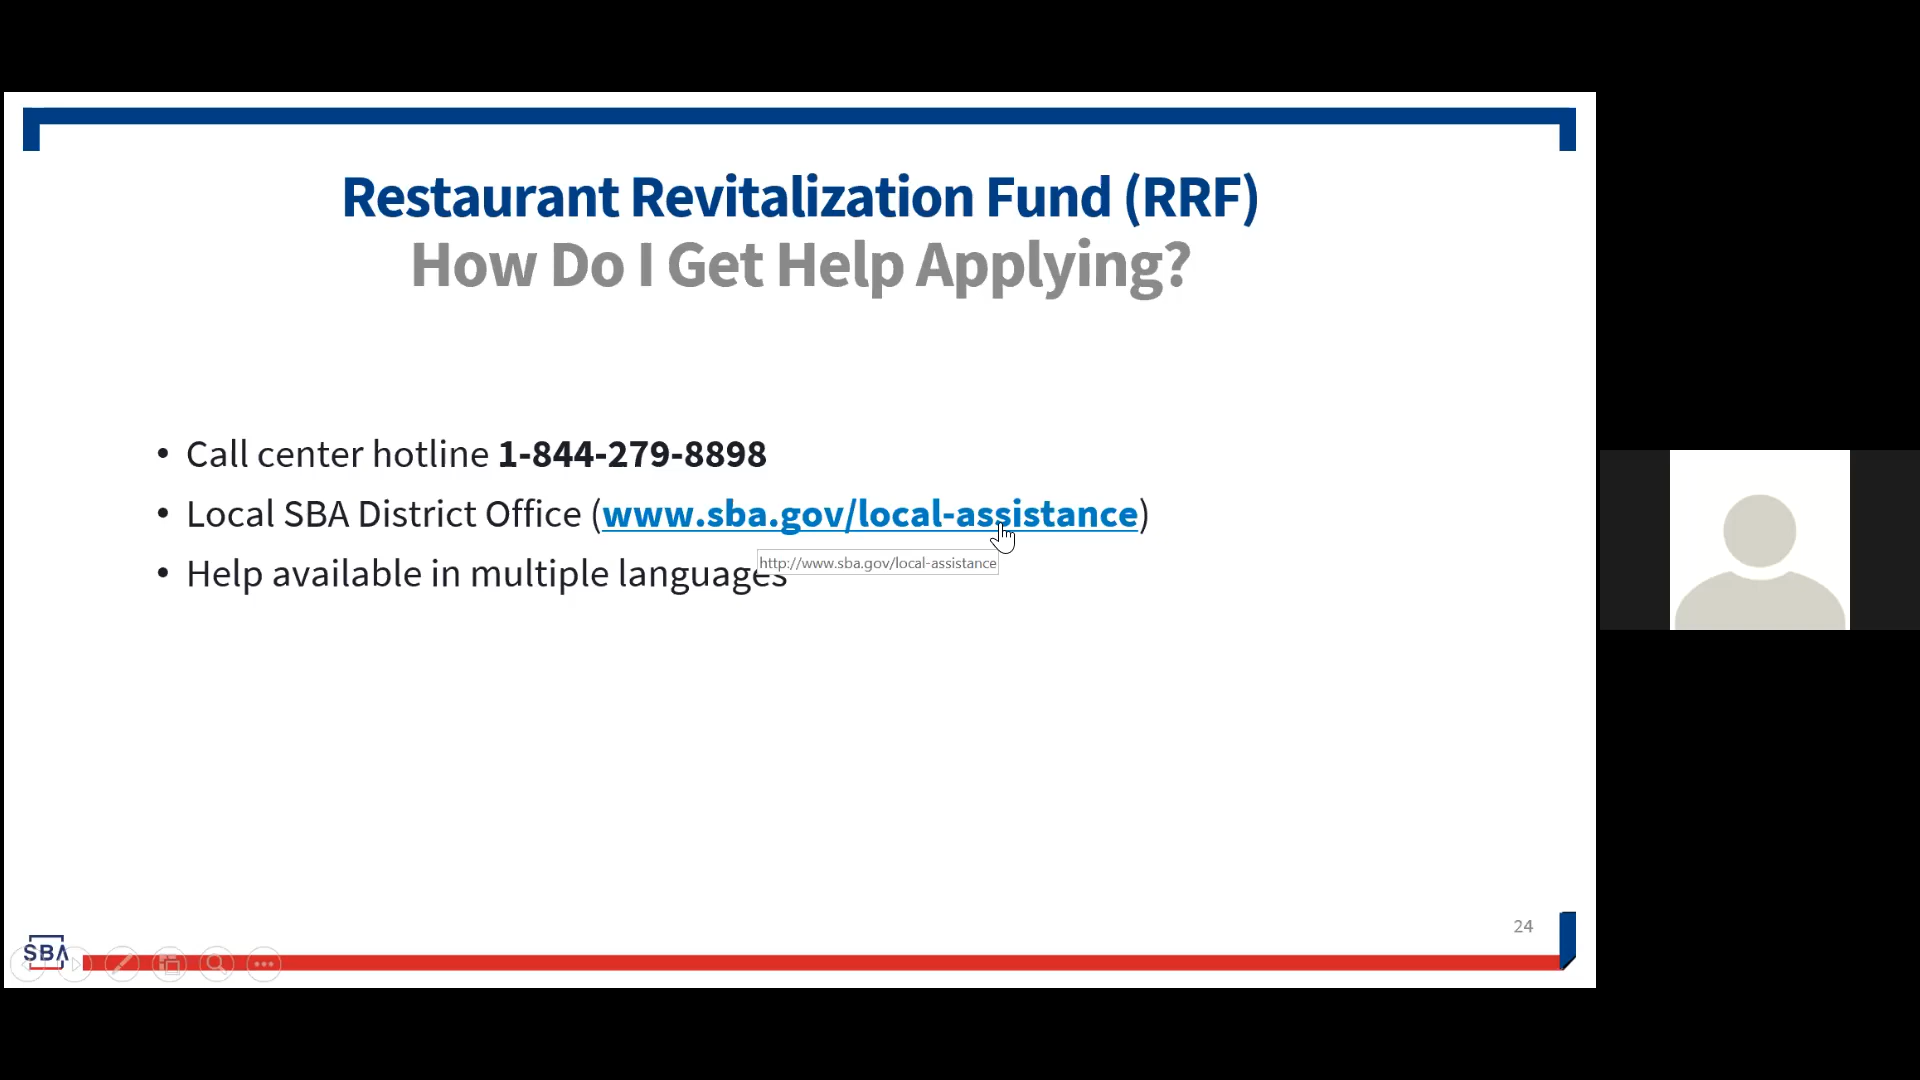 Restaurant Revitalization Fund (RRF)
How Do I Get Help Applying?
• Call center hotline 1-844-279-8898
• Local SBA District Office (www.sba.gov/local-assistance)
http://www.sba.gov/local-assistance
• Help available in multiple languages
24
SBA